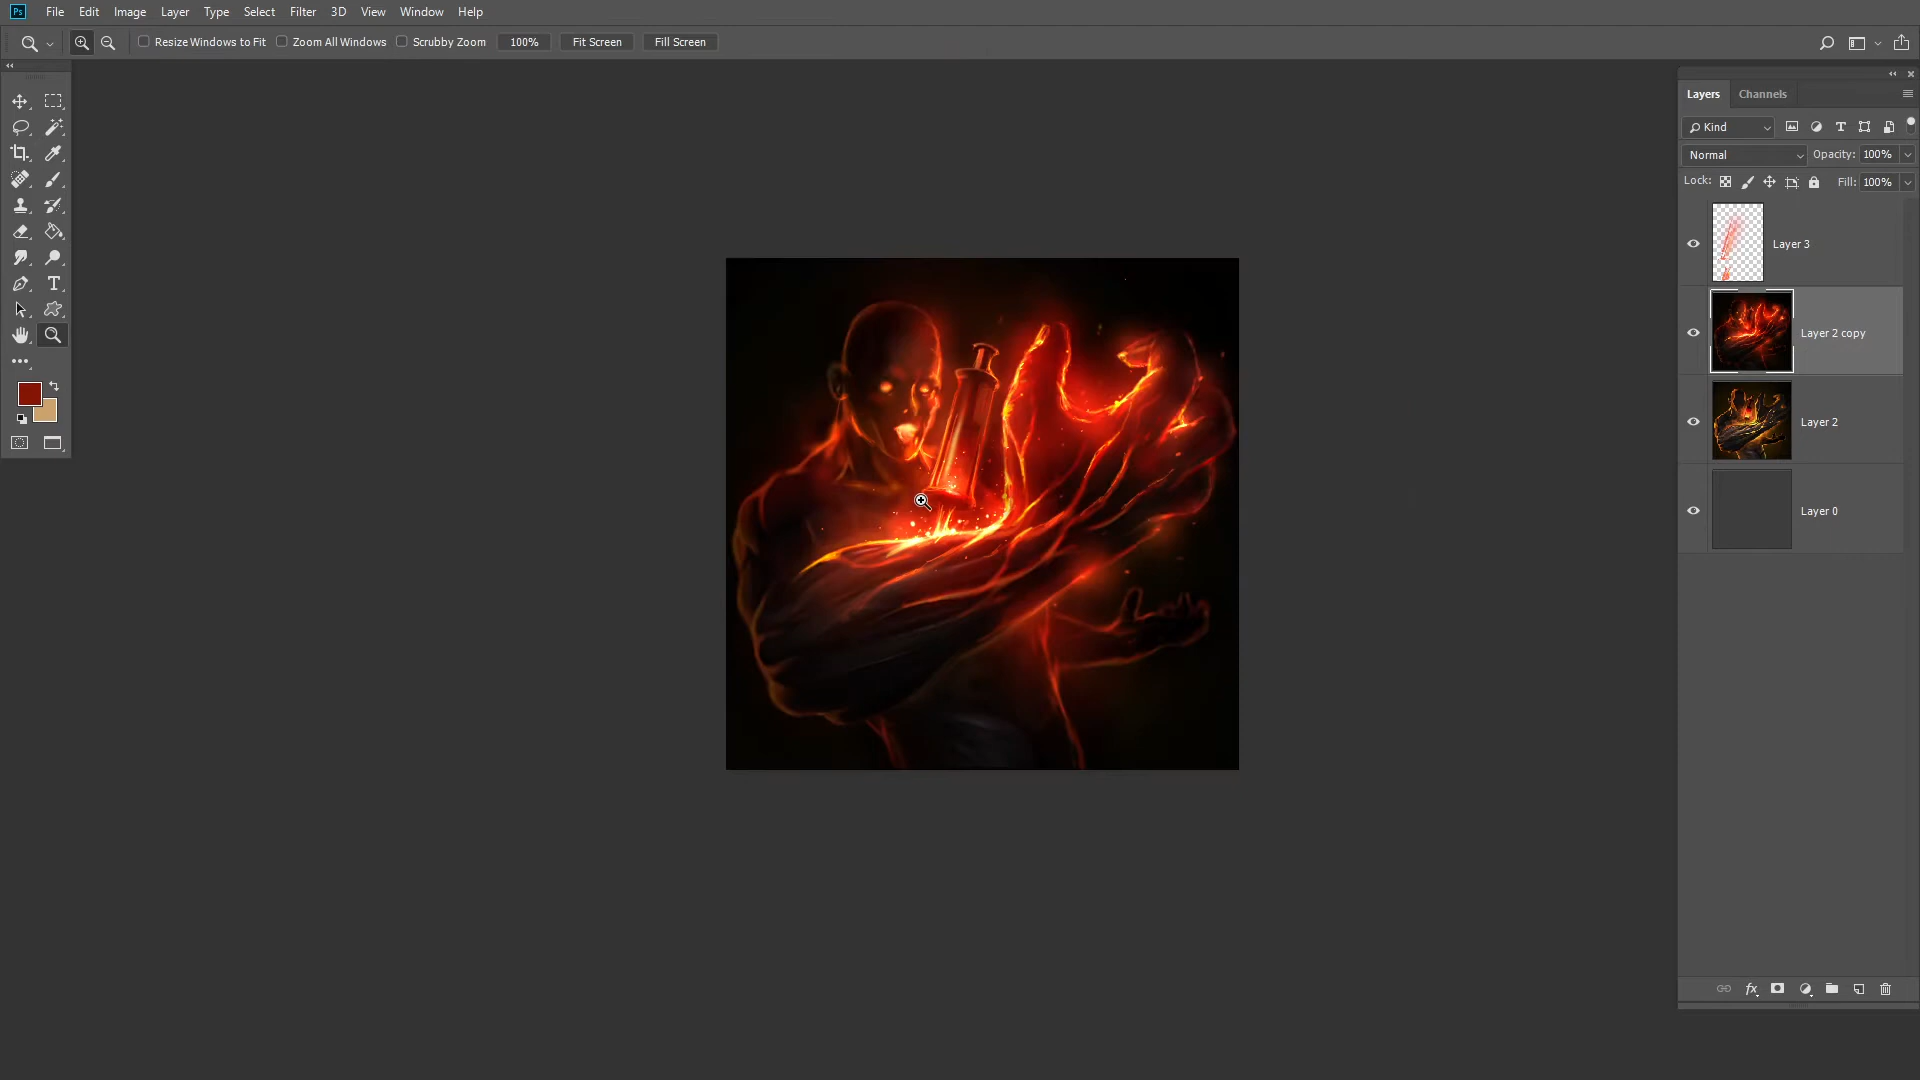 Ps File Edit Image Layer Type Select Filter 3D View Window Help
Resize Windows to Fit Zoom All Windows Scrubby Zoom 100% Fit Screen Fill Screen
Layers Channels
Kind
Normal Opacity: 100%
Lock: Fill: 100%
Layer 3
Layer 2 copy
Layer 2
Layer 0
fx